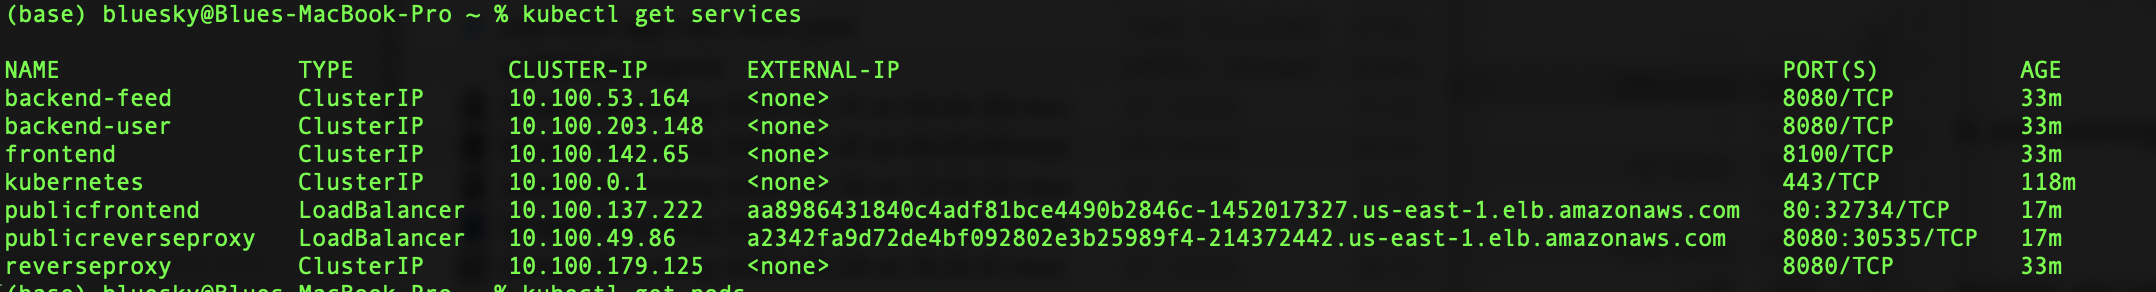 (base) bluesky@Blues-MacBook-Pro ~ % kubectl get services
NAME TYPE CLUSTER-IP EXTERNAL-IP PORT(S) AGE
backend-feed ClusterIP 10.100.53.164 <none> 8080/TCP 33m
backend-user ClusterIP 10.100.203.148 <none> 8080/TCP 33m
frontend ClusterIP 10.100.142.65 <none> 8100/TCP 33m
kubernetes ClusterIP 10.100.0.1 <none> 443/TCP 118m
publicfrontend LoadBalancer 10.100.137.222 aa8986431840c4adf81bce4490b2846c-1452017327.us-east-1.elb.amazonaws.com 80:32734/TCP 17m
publicreverseproxy LoadBalancer 10.100.49.86 a2342fa9d72de4bf092802e3b25989f4-214372442.us-east-1.elb.amazonaws.com 8080:30535/TCP 17m
reverseproxy ClusterIP 10.100.179.125 <none> 8080/TCP 33m
(base) bluesky@Blues-MacBook-Pro ~ % kubectl get pods